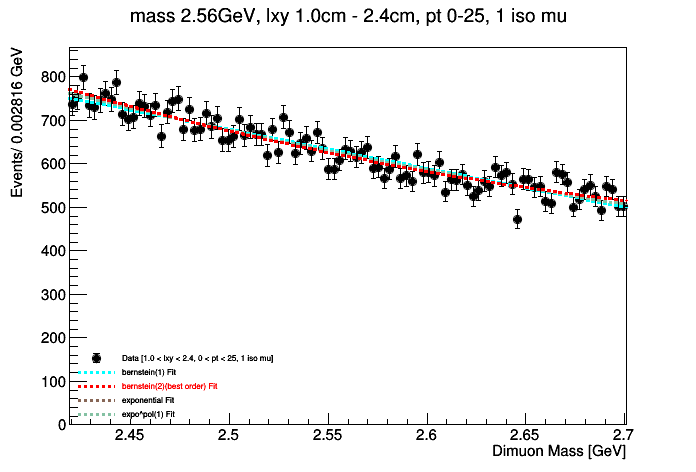 mass 2.56GeV, lxy 1.0cm - 2.4cm, pt 0-25, 1 iso mu
Events/ 0.002816 GeV
800
700
600
500
400
300
200
100
0
Data [1.0 < lxy < 2.4, 0 < pt < 25, 1 iso mu]
bernstein(1) Fit
bernstein(2)(best order) Fit
exponential Fit
expo*pol(1) Fit
2.45 2.5 2.55 2.6 2.65 2.7
Dimuon Mass [GeV]